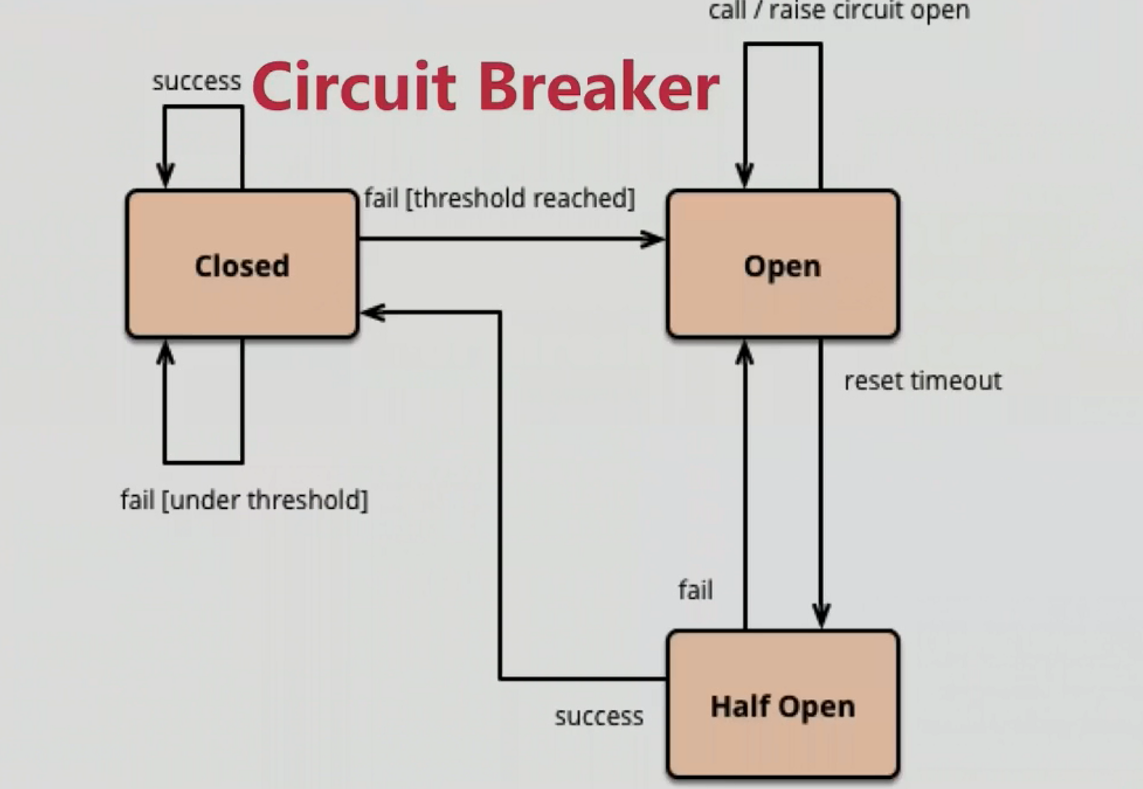 call / raise circuit open
success
Circuit Breaker
fail [threshold reached]
Closed
Open
reset timeout
fail [under threshold]
fail
Half Open
success